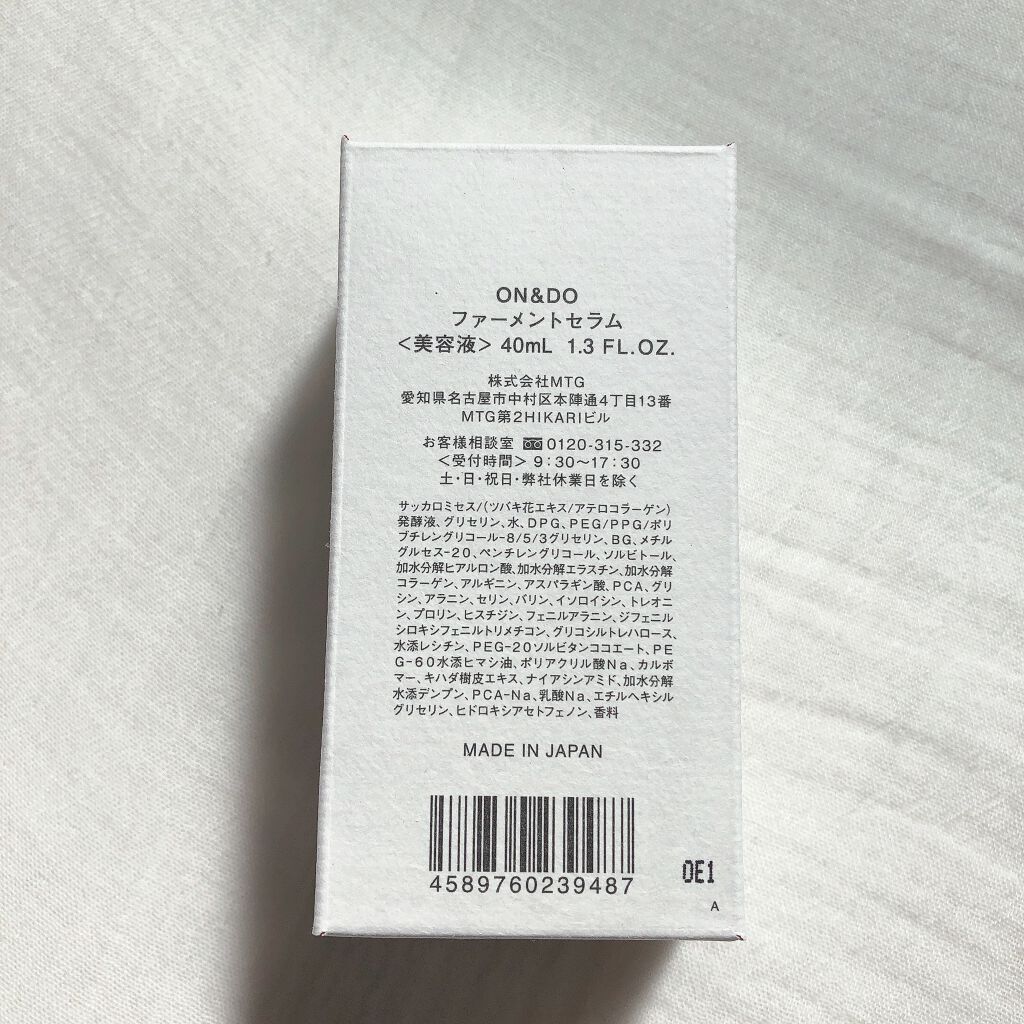 ON&DO
ファーメントセラム
＜美容液＞ 40mL 1.3 FL.OZ.
株式会社MTG
愛知県名古屋市中村区本陣通4丁目13番
MTG第2HIKARIビル
お客様相談室 0120-315-332
＜受付時間＞ 9:30～17:30
土・日・祝日・弊社休業日を除く
サッカロミセス/(ツバキ花エキス/アテロコラーゲン)
発酵液、グリセリン、水、DPG、PEG/PPG/ポリ
ブチレングリコール-8/5/3グリセリン、BG、メチル
グルセス-20、ペンチレングリコール、ソルビトール、
加水分解ヒアルロン酸、加水分解エラスチン、加水分解
コラーゲン、アルギニン、アスパラギン酸、PCA、グリ
シン、アラニン、セリン、バリン、イソロイシン、トレオニ
ン、プロリン、ヒスチジン、フェニルアラニン、ジフェニル
シロキシフェニルトリメチコン、グリコシルトレハロース、
水添レシチン、PEG-20ソルビタンココエート、PE
G-60水添ヒマシ油、ポリアクリル酸Na、カルボ
マー、キハダ樹皮エキス、ナイアシンアミド、加水分解
水添デンプン、PCA-Na、乳酸Na、エチルヘキシル
グリセリン、ヒドロキシアセトフェノン、香料
MADE IN JAPAN
4589760239487
0E1
A